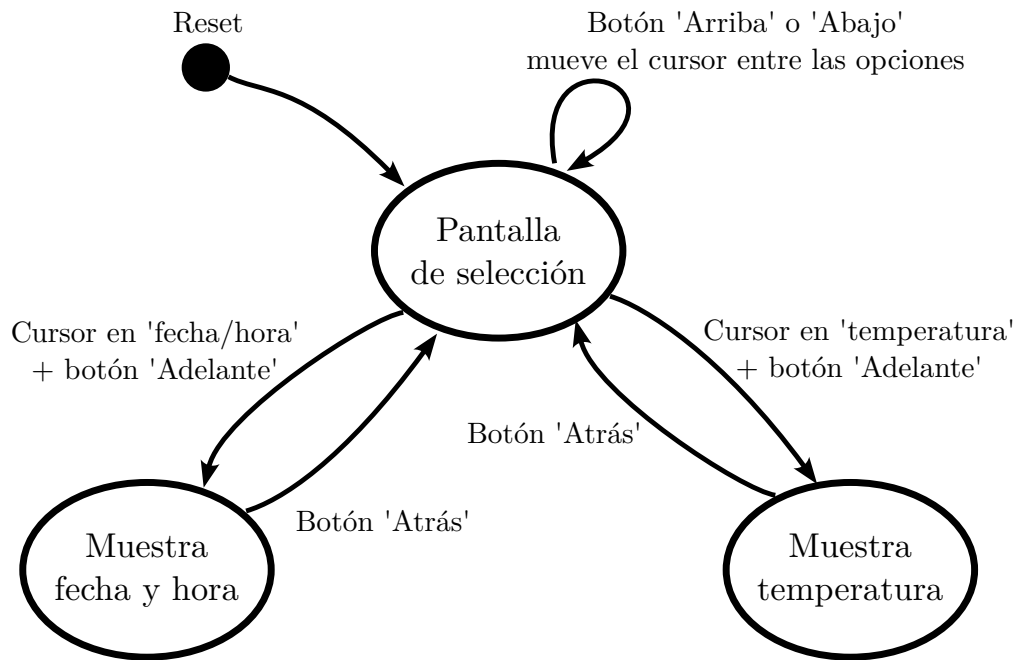 Reset
Botón 'Arriba' o 'Abajo'
mueve el cursor entre las opciones
Pantalla
de selección
Cursor en 'fecha/hora'
+ botón 'Adelante'
Cursor en 'temperatura'
+ botón 'Adelante'
Botón 'Atrás'
Botón 'Atrás'
Muestra
fecha y hora
Muestra
temperatura